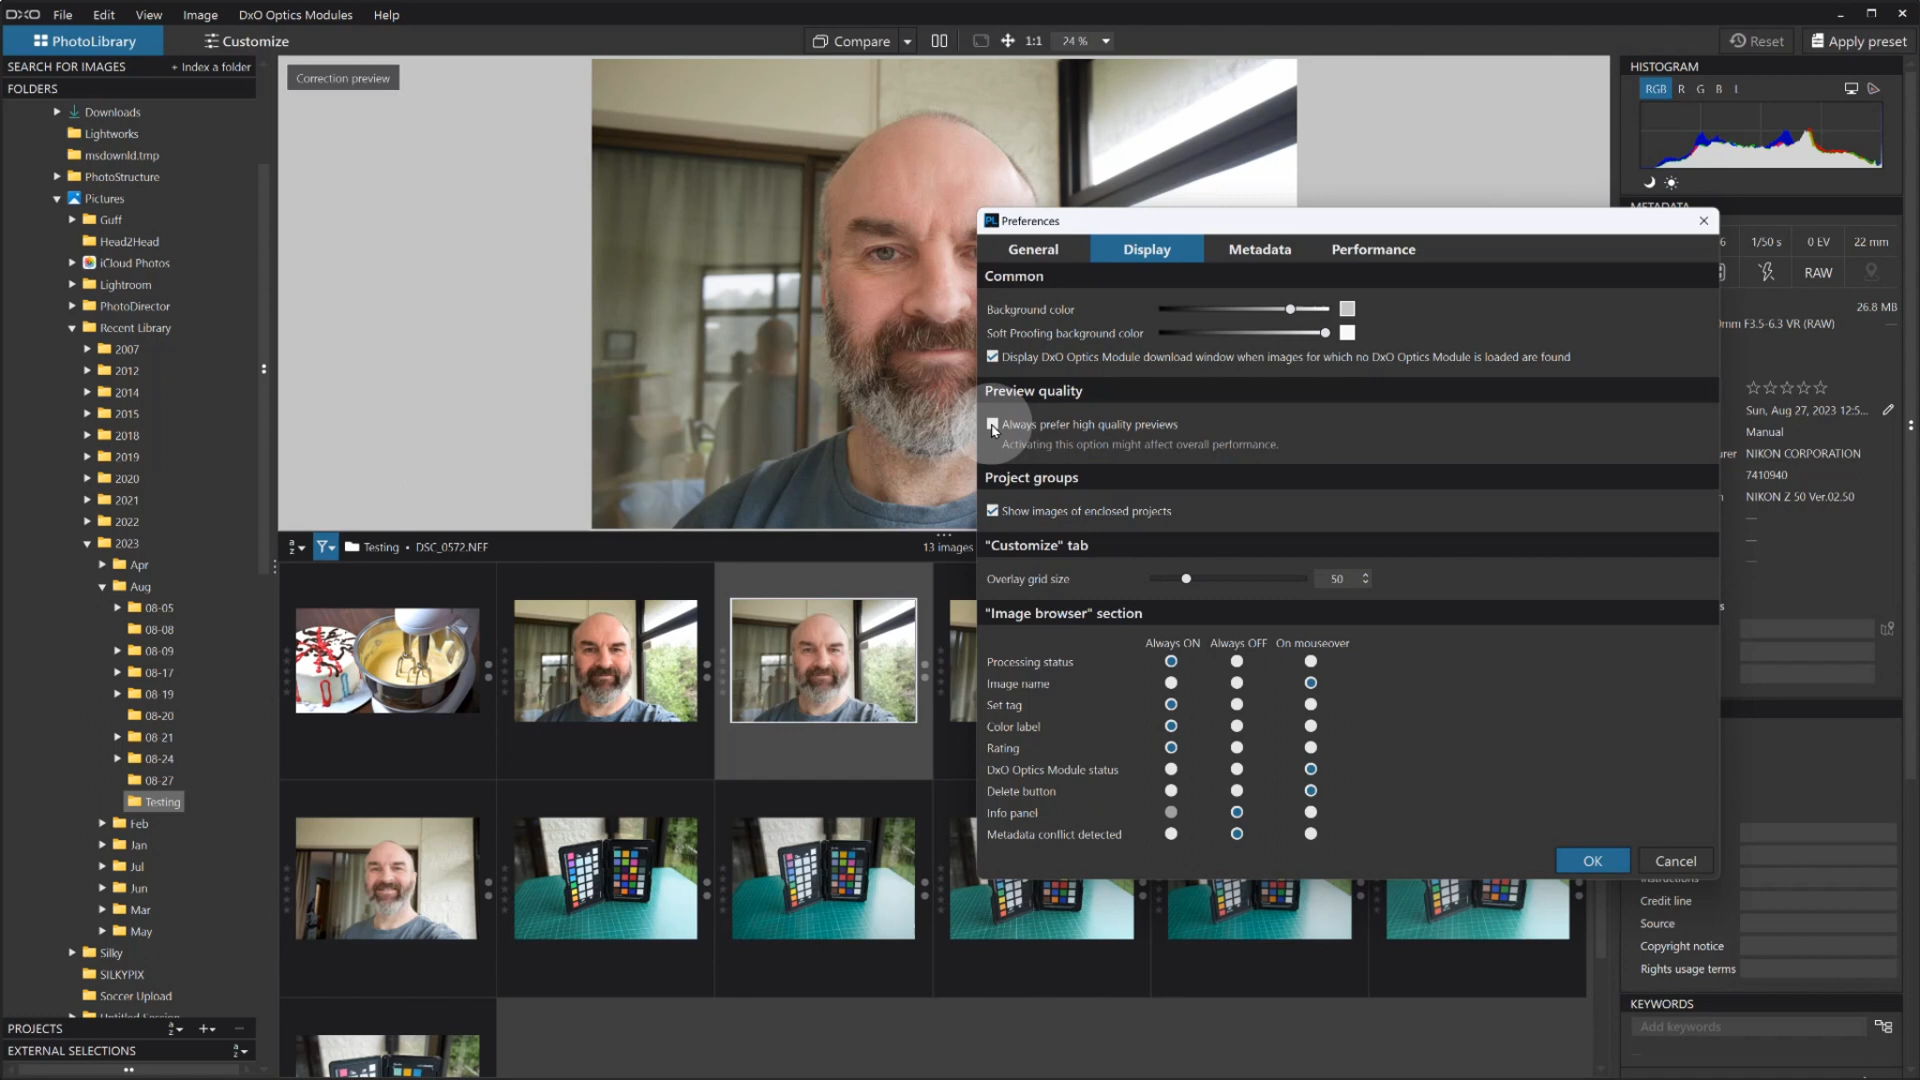 DXO File Edit View Image DxO Optics Modules Help
PhotoLibrary Customize Compare 1:1 24 % Reset Apply preset
SEARCH FOR IMAGES + Index a folder
FOLDERS
Downloads
Lightworks
msdownld.tmp
PhotoStructure
Pictures
Guff
Head2Head
iCloud Photos
Lightroom
PhotoDirector
Recent Library
2007
2012
2014
2015
2018
2019
2020
2021
2022
2023
Apr
Aug
08-05
08-08
08-09
08-17
08-19
08-20
08-21
08-24
08-27
Testing
Feb
Jan
Jul
Jun
Mar
May
Silky
SILKYPIX
Soccer Upload
Untitled Session
PROJECTS
EXTERNAL SELECTIONS
Correction preview
Testing • DSC_0572.NEF 13 images
PL Preferences
General Display Metadata Performance
Common
Background color
Soft Proofing background color
Display DxO Optics Module download window when images for which no DxO Optics Module is loaded are found
Preview quality
Always prefer high quality previews
Activating this option might affect overall performance.
Project groups
Show images of enclosed projects
"Customize" tab
Overlay grid size 50
"Image browser" section
Always ON Always OFF On mouseover
Processing status
Image name
Set tag
Color label
Rating
DxO Optics Module status
Delete button
Info panel
Metadata conflict detected
OK Cancel
HISTOGRAM
RGB R G B L
METADATA
6 1/50 s 0 EV 22 mm
RAW
26.8 MB
mm F3.5-6.3 VR (RAW)
Sun, Aug 27, 2023 12:5...
Manual
urer NIKON CORPORATION
7410940
NIKON Z 50 Ver.02.50
Instructions
Credit line
Source
Copyright notice
Rights usage terms
KEYWORDS
Add keywords